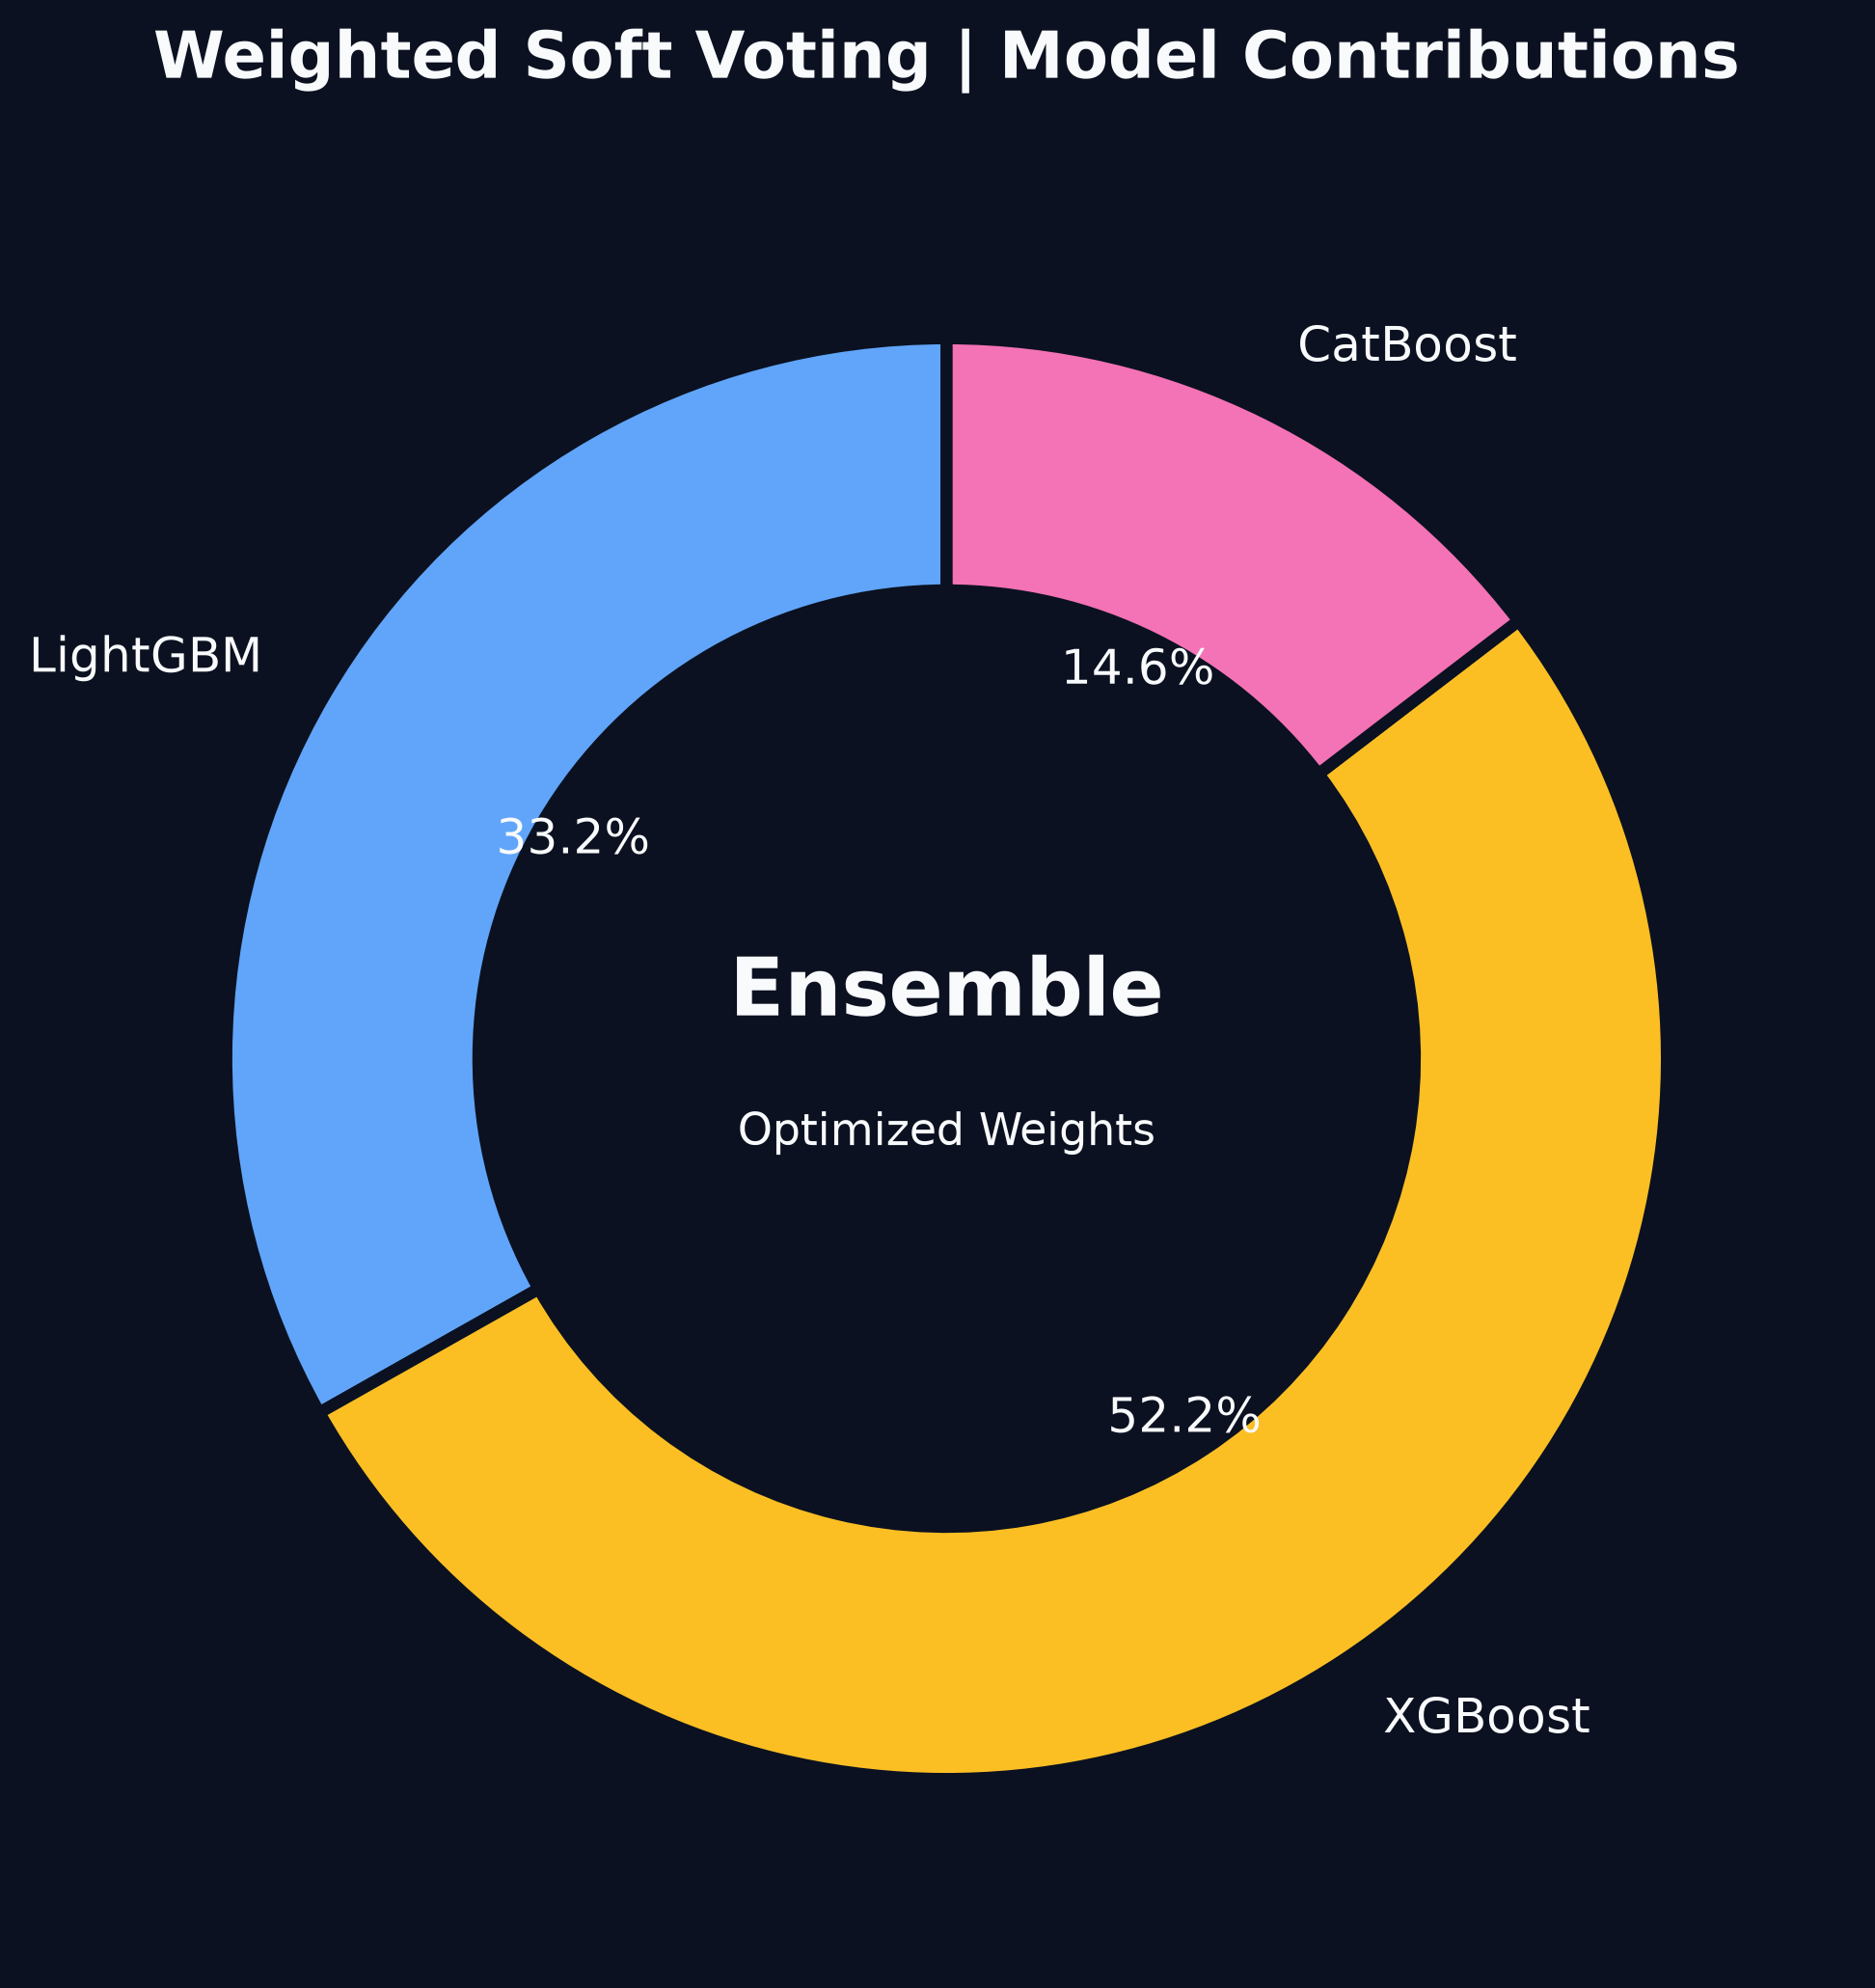 Weighted Soft Voting | Model Contributions
CatBoost
LightGBM
14.6%
33.2%
Ensemble
Optimized Weights
52.2%
XGBoost